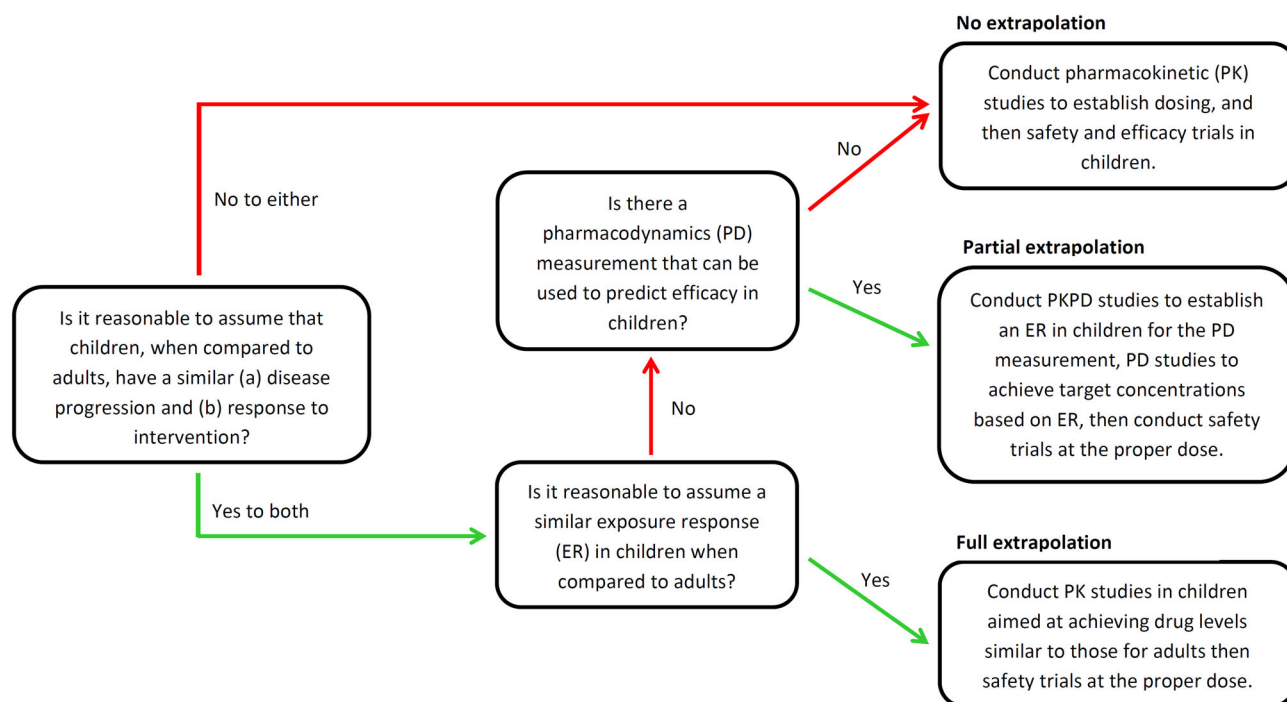 No extrapolation
Conduct pharmacokinetic (PK)
studies to establish dosing, and
then safety and efficacy trials in
children.
No
No to either
Is there a
pharmacodynamics (PD)
measurement that can be
used to predict efficacy in
children?
Partial extrapolation
Yes
Conduct PKPD studies to establish
an ER in children for the PD
measurement, PD studies to
achieve target concentrations
based on ER, then conduct safety
trials at the proper dose.
Is it reasonable to assume that
children, when compared to
adults, have a similar (a) disease
progression and (b) response to
intervention?
No
Yes to both
Is it reasonable to assume a
similar exposure response
(ER) in children when
compared to adults?
Full extrapolation
Yes
Conduct PK studies in children
aimed at achieving drug levels
similar to those for adults then
safety trials at the proper dose.